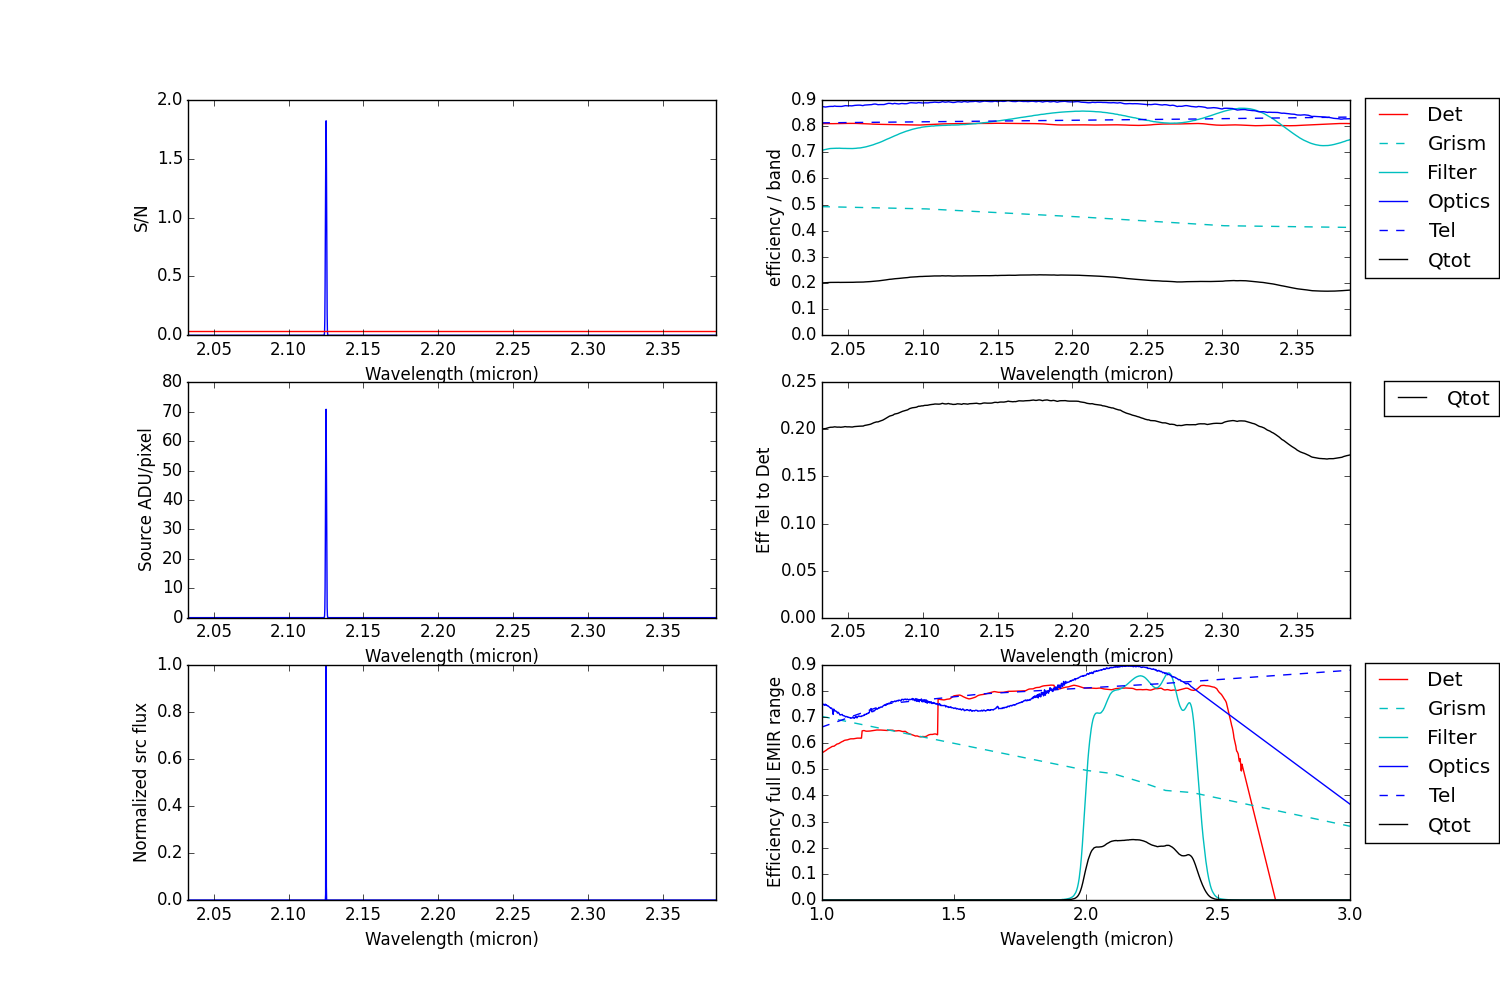 2.0
1.5
1.0
0.5
0.0
S/N
2.05 2.10 2.15 2.20 2.25 2.30 2.35
Wavelength (micron)
0.9
0.8
0.7
0.6
0.5
0.4
0.3
0.2
0.1
0.0
efficiency / band
2.05 2.10 2.15 2.20 2.25 2.30 2.35
Wavelength (micron)
Det
Grism
Filter
Optics
Tel
Qtot
80
70
60
50
40
30
20
10
0
Source ADU/pixel
2.05 2.10 2.15 2.20 2.25 2.30 2.35
Wavelength (micron)
0.25
0.20
0.15
0.10
0.05
0.00
Eff Tel to Det
2.05 2.10 2.15 2.20 2.25 2.30 2.35
Wavelength (micron)
Qtot
1.0
0.8
0.6
0.4
0.2
0.0
Normalized src flux
2.05 2.10 2.15 2.20 2.25 2.30 2.35
Wavelength (micron)
0.9
0.8
0.7
0.6
0.5
0.4
0.3
0.2
0.1
0.0
Efficiency full EMIR range
1.0 1.5 2.0 2.5 3.0
Wavelength (micron)
Det
Grism
Filter
Optics
Tel
Qtot